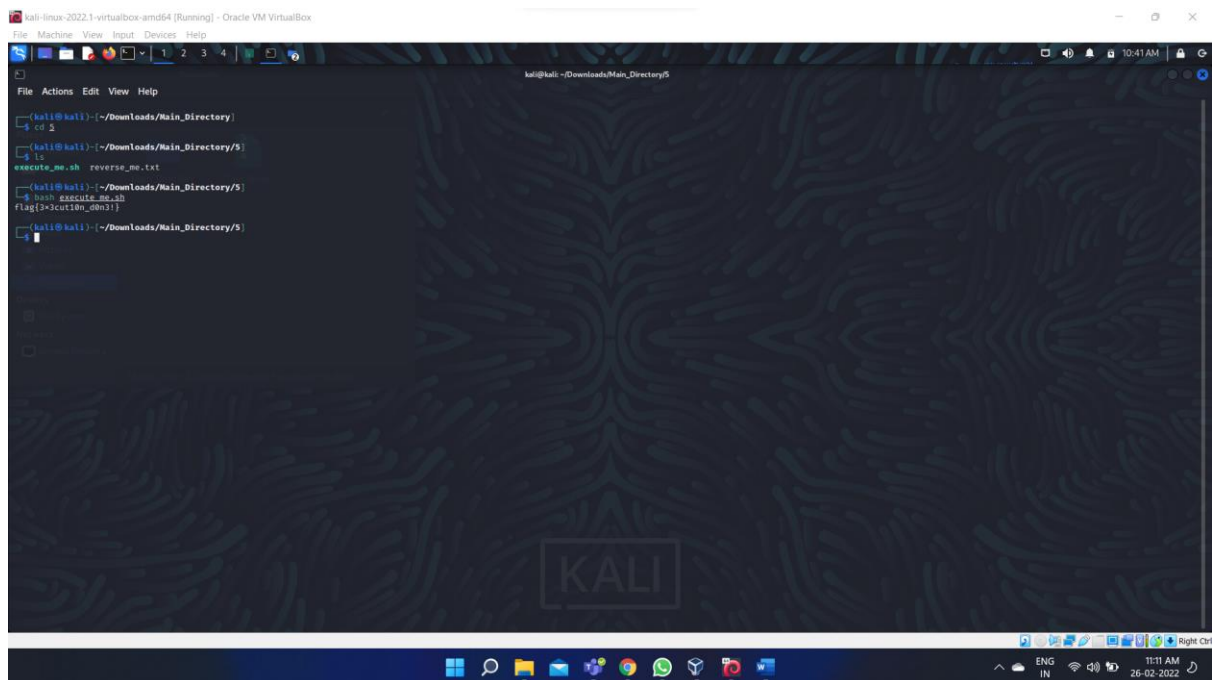 kali-linux-2022.1-virtualbox-amd64 [Running] - Oracle VM VirtualBox
File Machine View Input Devices Help
1 2 3 4
10:41 AM
kali@kali: ~/Downloads/Main_Directory/5
File Actions Edit View Help
(kali㉿kali)-[~/Downloads/Main_Directory]
$ cd 5
(kali㉿kali)-[~/Downloads/Main_Directory/5]
$ ls
execute_me.sh reverse_me.txt
(kali㉿kali)-[~/Downloads/Main_Directory/5]
$ bash execute_me.sh
flag{3×3cut10n_d0n3!}
(kali㉿kali)-[~/Downloads/Main_Directory/5]
$
KALI
Right Ctrl
ENG
IN
11:11 AM
26-02-2022